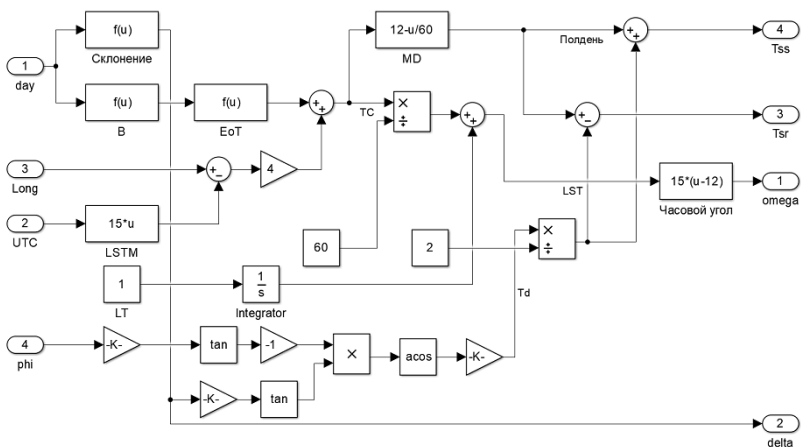 f(u)
12-u/60
4
Tss
Склонение
MD
Полдень
1
day
f(u)
B
f(u)
EoT
TC
×
÷
3
Tsr
3
Long
4
LST
15*(u-12)
Часовой угол
1
omega
2
UTC
15*u
LSTM
60
2
×
÷
1
LT
1
s
Integrator
Td
4
phi
-K-
tan
-1
×
acos
-K-
-K-
tan
2
delta